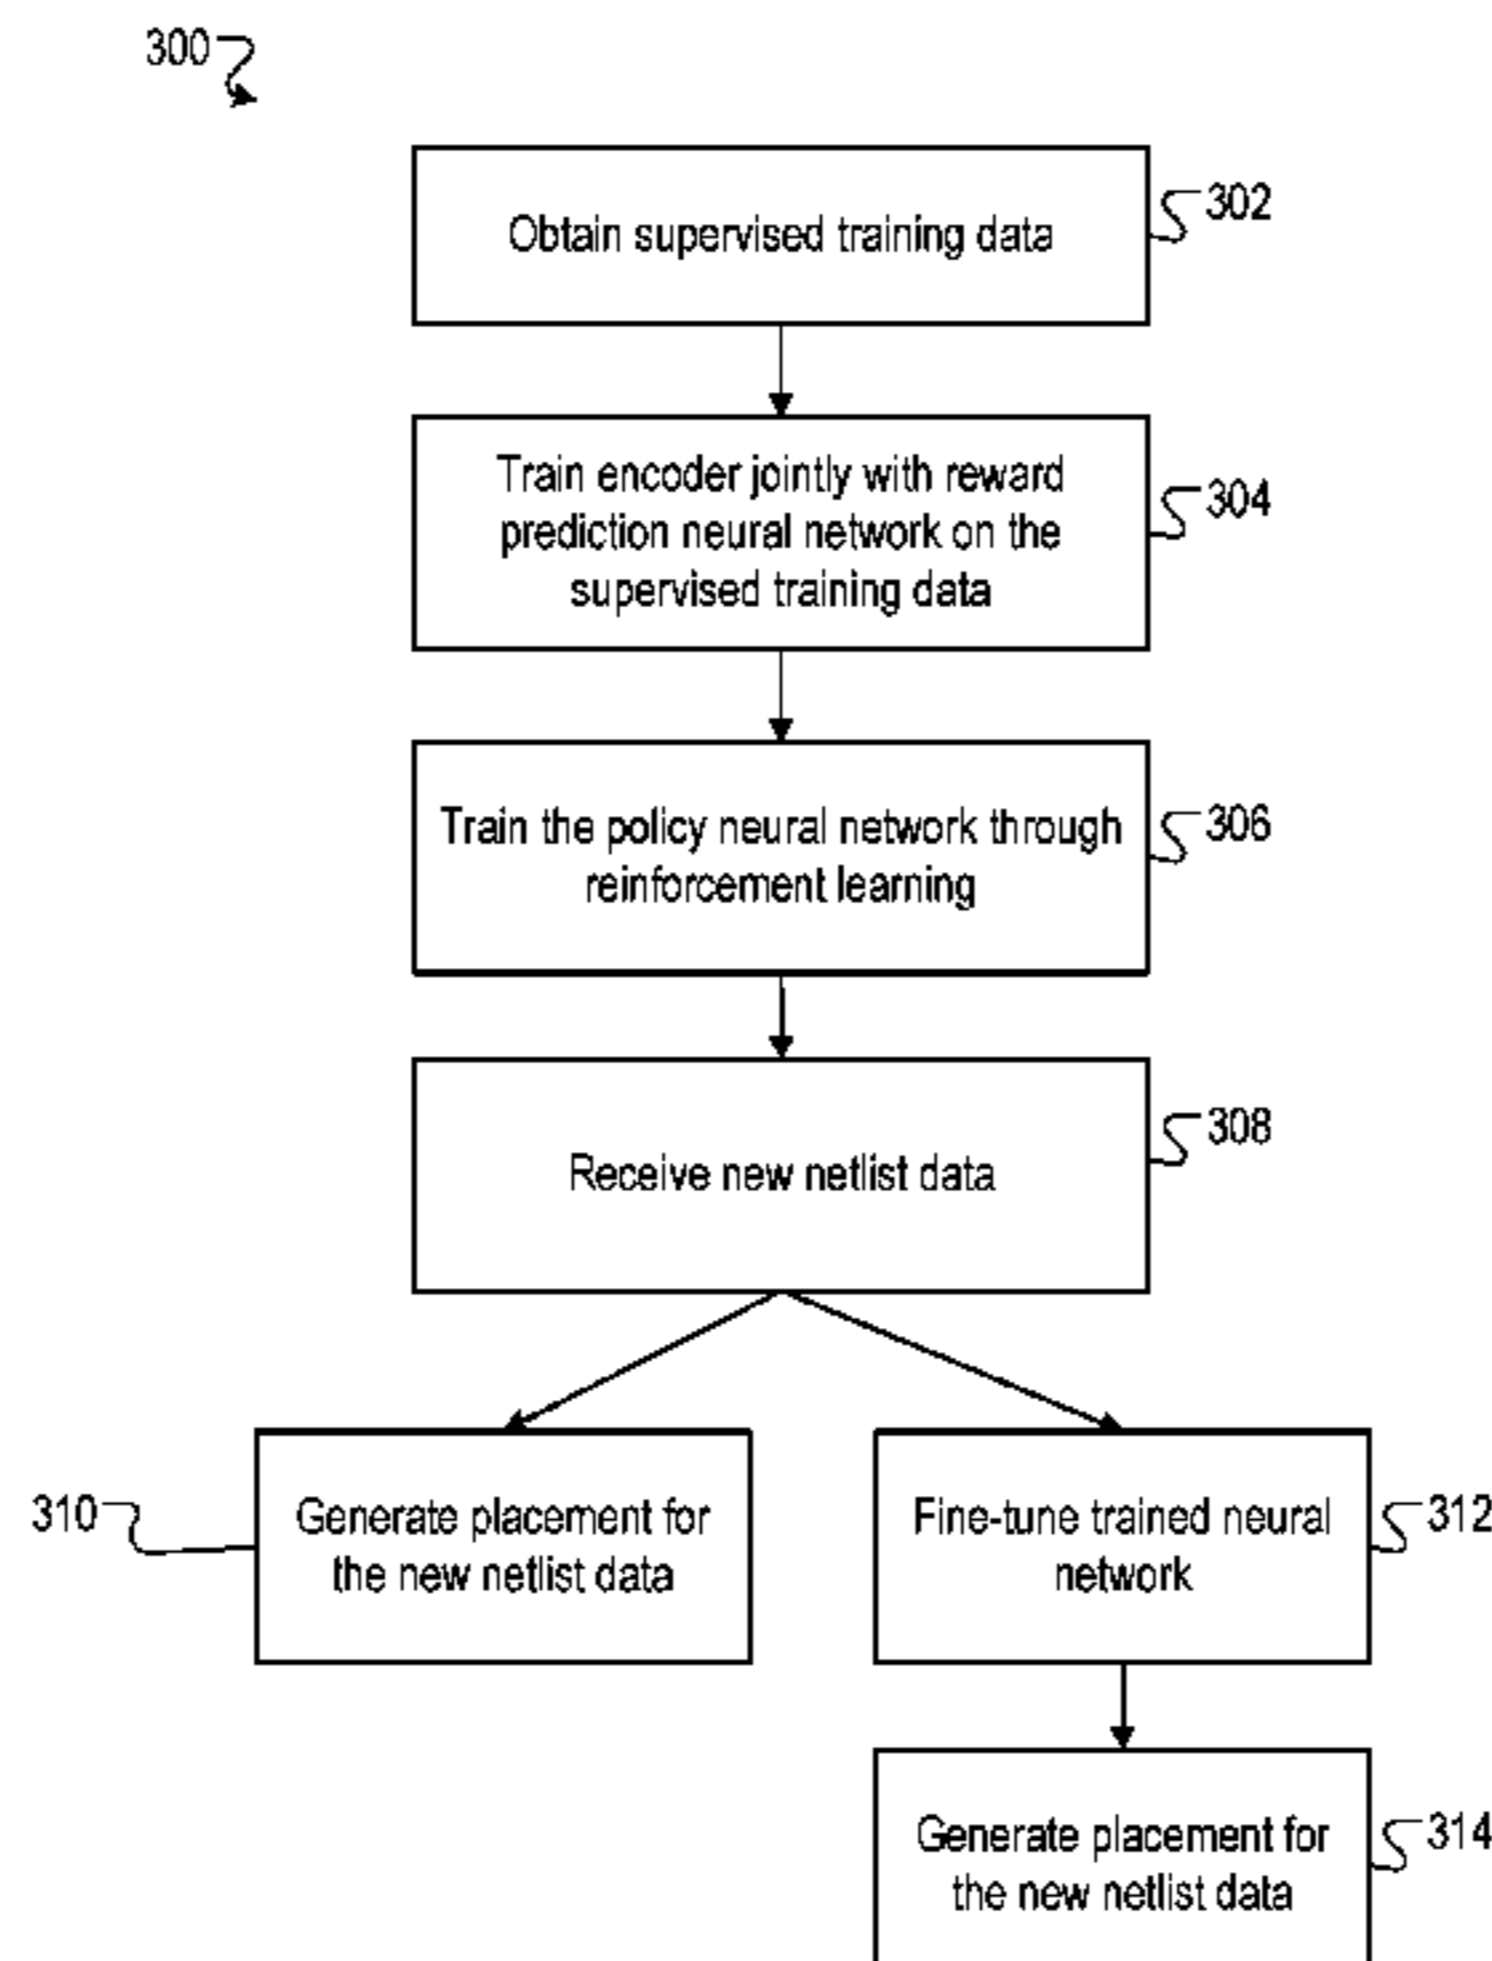 300
Obtain supervised training data
302
Train encoder jointly with reward
prediction neural network on the
supervised training data
304
Train the policy neural network through
reinforcement learning
306
Receive new netlist data
308
310
Generate placement for
the new netlist data
Fine-tune trained neural
network
312
Generate placement for
the new netlist data
314